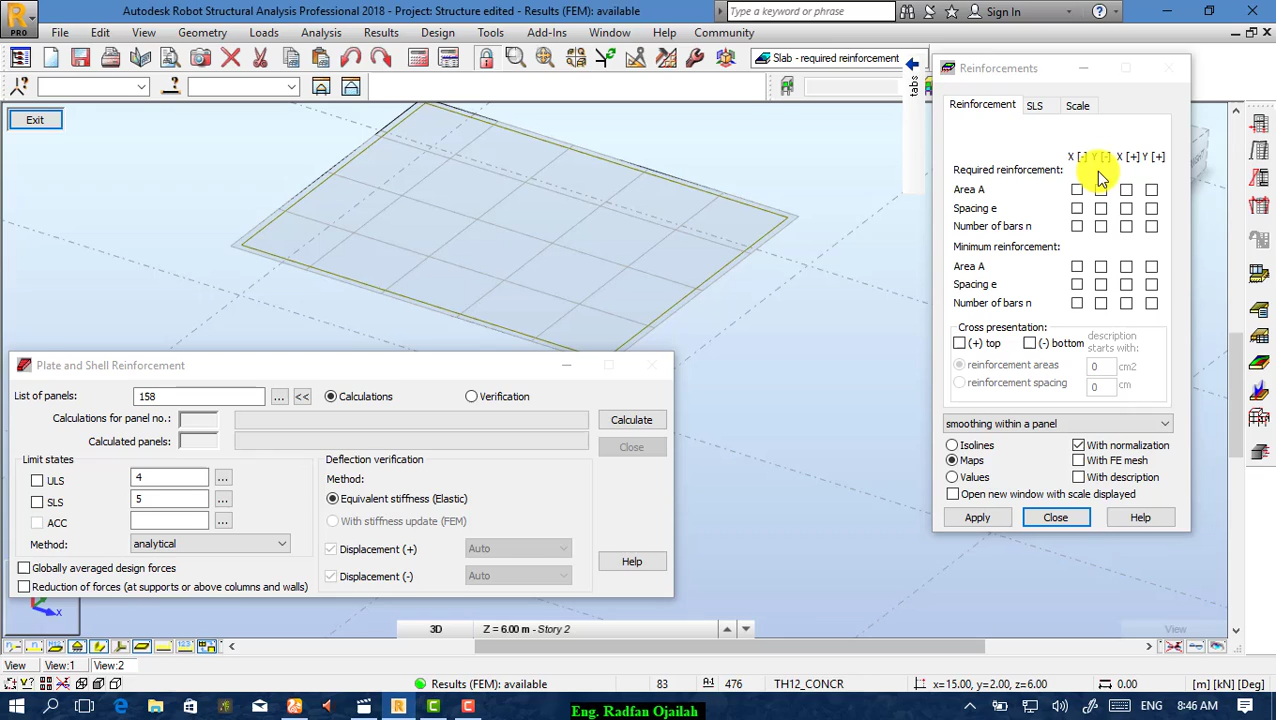 PRO
Autodesk Robot Structural Analysis Professional 2018 - Project: Structure edited - Results (FEM): available
Type a keyword or phrase
Sign In
File Edit View Geometry Loads Analysis Results Design Tools Add-Ins Window Help Community
Slab - required reinforcement
Exit
tabs
Reinforcements
Reinforcement SLS Scale
X [-] Y [-] X [+] Y [+]
Required reinforcement:
Area A
Spacing e
Number of bars n
Minimum reinforcement:
Area A
Spacing e
Number of bars n
Cross presentation:
(+) top (-) bottom
description
starts with:
reinforcement areas 0 cm2
reinforcement spacing 0 cm
smoothing within a panel
Isolines With normalization
Maps With FE mesh
Values With description
Open new window with scale displayed
Apply Close Help
Plate and Shell Reinforcement
List of panels: 158 ... << Calculations Verification
Calculations for panel no.: Calculate
Calculated panels: Close
Limit states
ULS 4 ...
SLS 5 ...
ACC ...
Method: analytical
Globally averaged design forces
Reduction of forces (at supports or above columns and walls)
Deflection verification
Method:
Equivalent stiffness (Elastic)
With stiffness update (FEM)
Displacement (+) Auto
Displacement (-) Auto
Help
x
3D Z = 6.00 m - Story 2
View
View View:1 View:2
Results (FEM): available 83 476 TH12_CONCR x=15.00, y=2.00, z=6.00 0.00 [m] [kN] [Deg]
Eng. Radfan Ojailah
8:46 AM